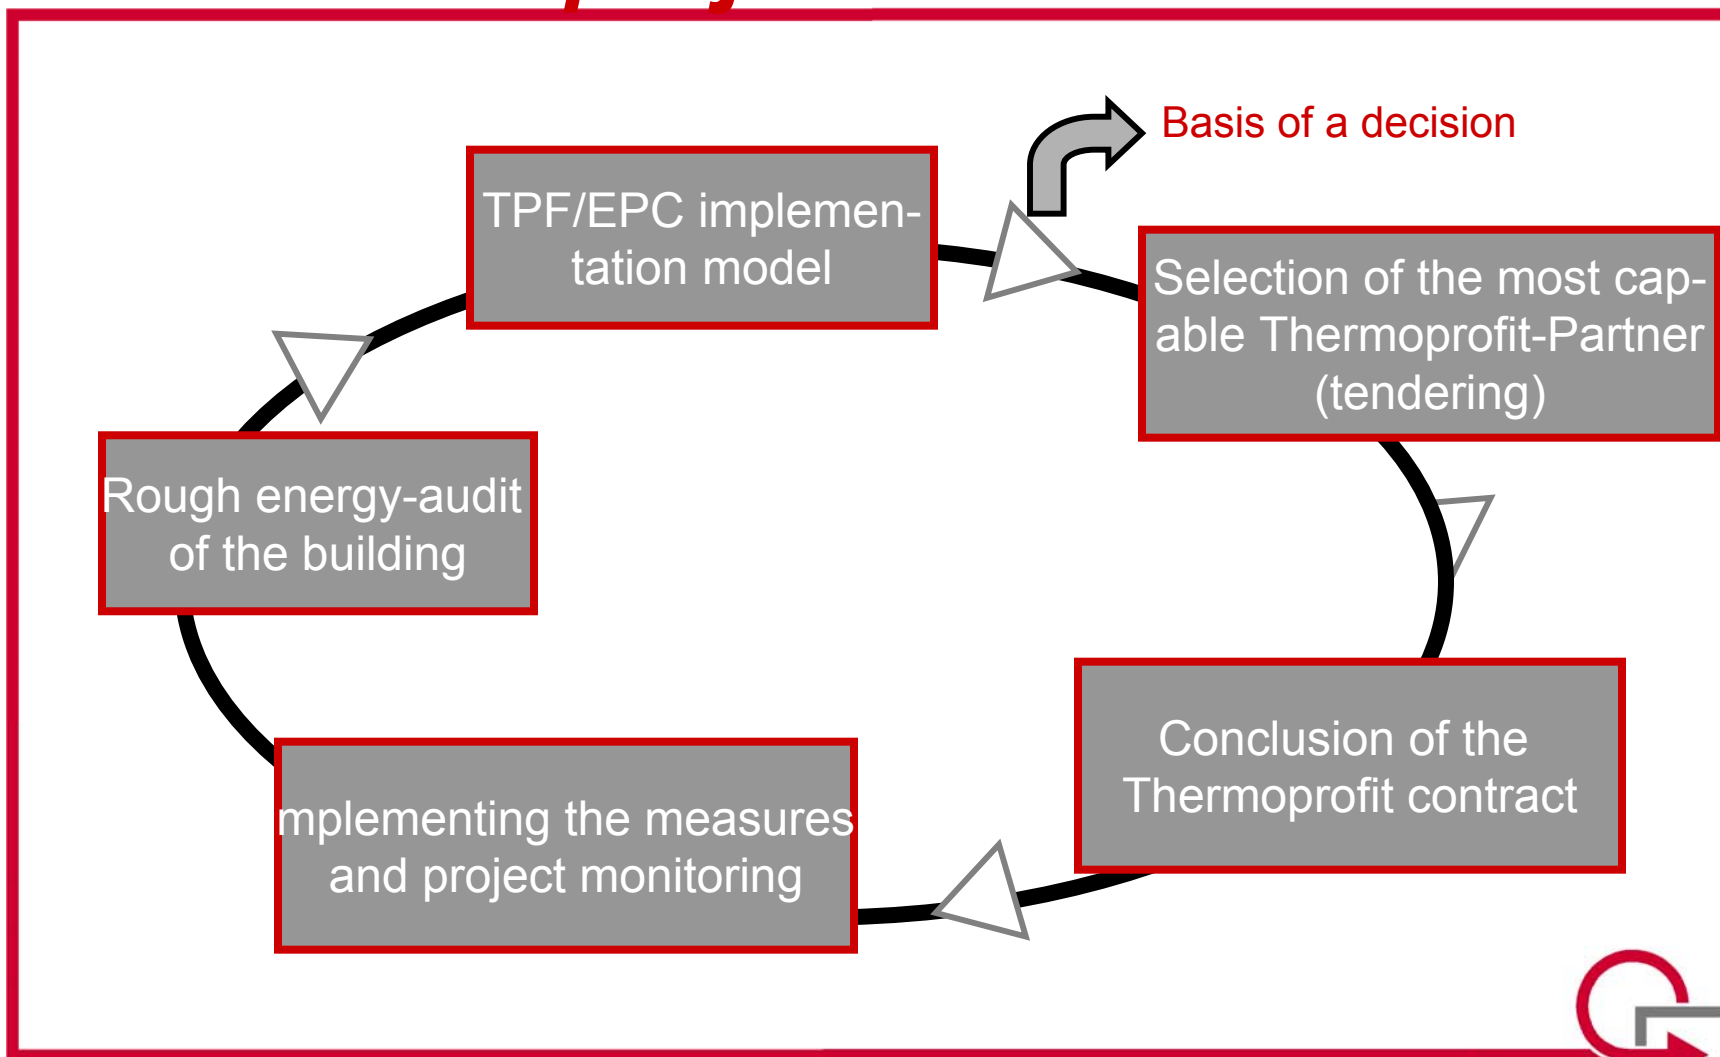 Basis of a decision
TPF/EPC implemen-
tation model
Selection of the most cap-
able Thermoprofit-Partner
(tendering)
Rough energy-audit
of the building
Conclusion of the
Thermoprofit contract
mplementing the measures
and project monitoring